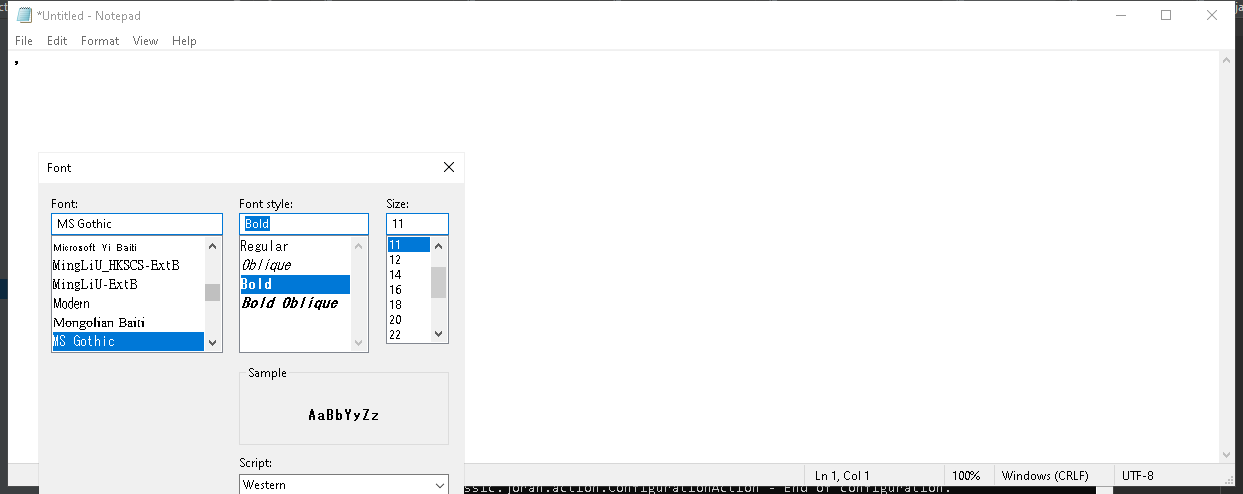 *Untitled - Notepad
File Edit Format View Help
,
Font
Font: Font style: Size:
MS Gothic Bold 11
Microsoft Yi Baiti
MingLiU_HKSCS-ExtB
MingLiU-ExtB
Modern
Mongolian Baiti
MS Gothic
Regular
Oblique
Bold
Bold Oblique
11
12
14
16
18
20
22
Sample
AaBbYyZz
Script:
Western
Ln 1, Col 1 100% Windows (CRLF) UTF-8
ssic.joran.action.ConfigurationAction - End of configuration.